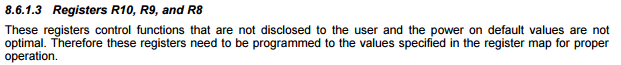 8.6.1.3 Registers R10, R9, and R8
These registers control functions that are not disclosed to the user and the power on default values are not
optimal. Therefore these registers need to be programmed to the values specified in the register map for proper
operation.